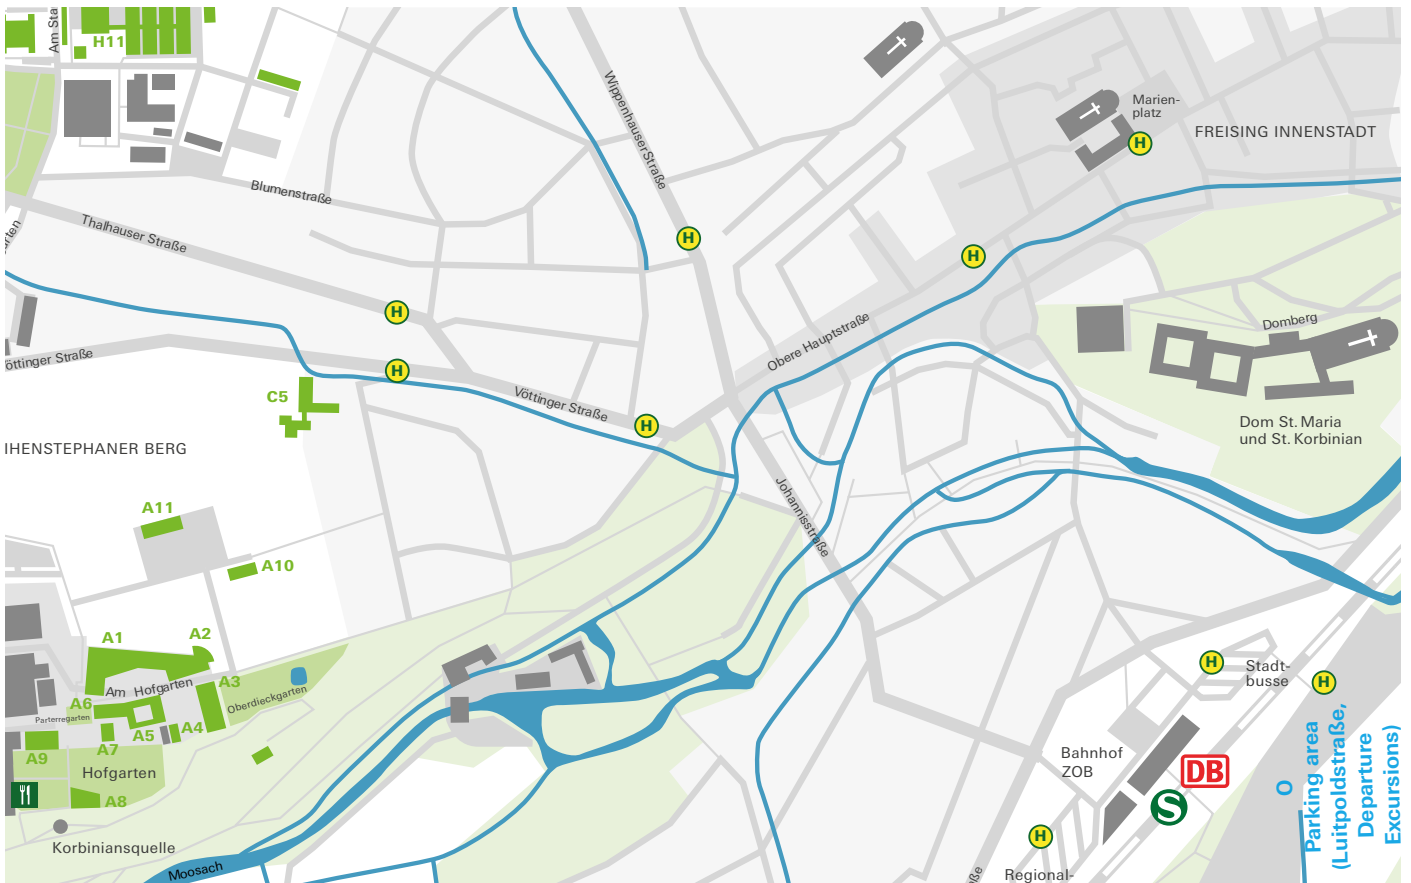 Am Sta
H11
Wippenhauser Straße
Marien-
platz
H
FREISING INNENSTADT
Blumenstraße
Thalhauser Straße
arten
H
H
H
Domberg
Obere Hauptstraße
H
öttinger Straße
C5
Vöttinger Straße
H
Dom St. Maria
und St. Korbinian
IHENSTEPHANER BERG
A11
Johannisstraße
A10
A1
A2
Am Hofgarten
A3
Oberdieckgarten
A6
Parterregarten
A5
A4
A7
A9
Hofgarten
A8
Korbiniansquelle
Moosach
H
Stadt-
busse
H
Bahnhof
ZOB
DB
S
H
Regional-
ße
O
Parking area
(Luitpoldstraße,
Departure
Excursions)